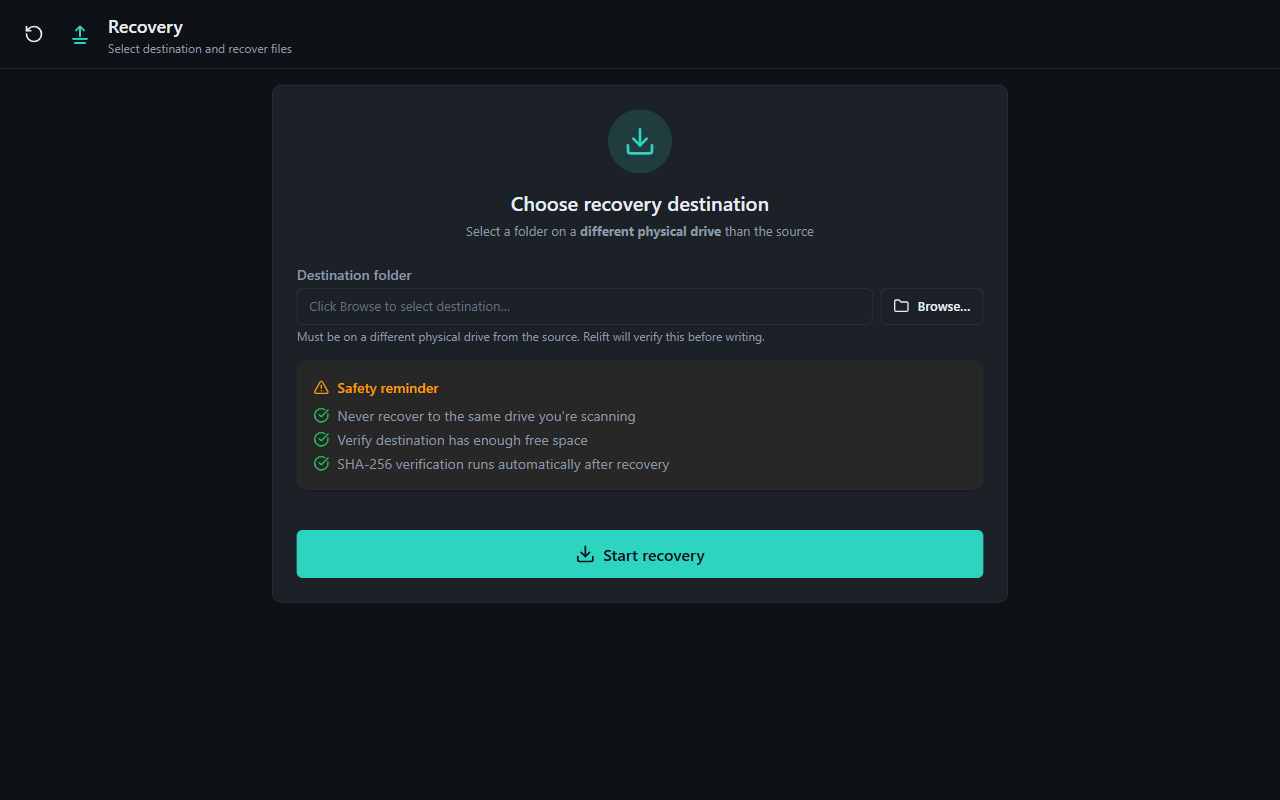 Recovery
Select destination and recover files
Choose recovery destination
Select a folder on a different physical drive than the source
Destination folder
Click Browse to select destination...
Browse...
Must be on a different physical drive from the source. Relift will verify this before writing.
Safety reminder
Never recover to the same drive you're scanning
Verify destination has enough free space
SHA-256 verification runs automatically after recovery
Start recovery